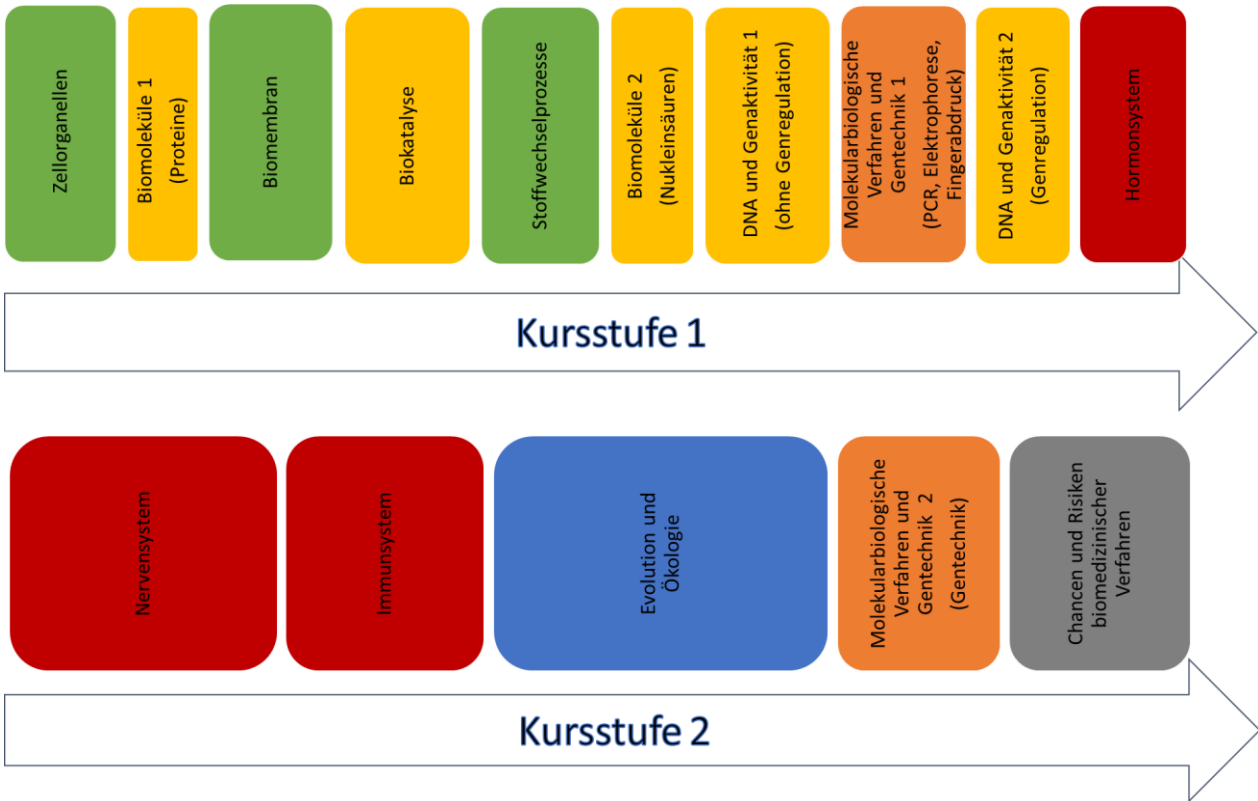 Zellorganellen
Biomoleküle 1
(Proteine)
Biomembran
Biokatalyse
Stoffwechselprozesse
Biomoleküle 2
(Nukleinsäuren)
DNA und Genaktivität 1
(ohne Genregulation)
Molekularbiologische
Verfahren und
Gentechnik 1
(PCR, Elektrophorese,
Fingerabdruck)
DNA und Genaktivität 2
(Genregulation)
Hormonsystem
Kursstufe 1
Nervensystem
Immunsystem
Evolution und
Ökologie
Molekularbiologische
Verfahren und
Gentechnik 2
(Gentechnik)
Chancen und Risiken
biomedizinischer
Verfahren
Kursstufe 2